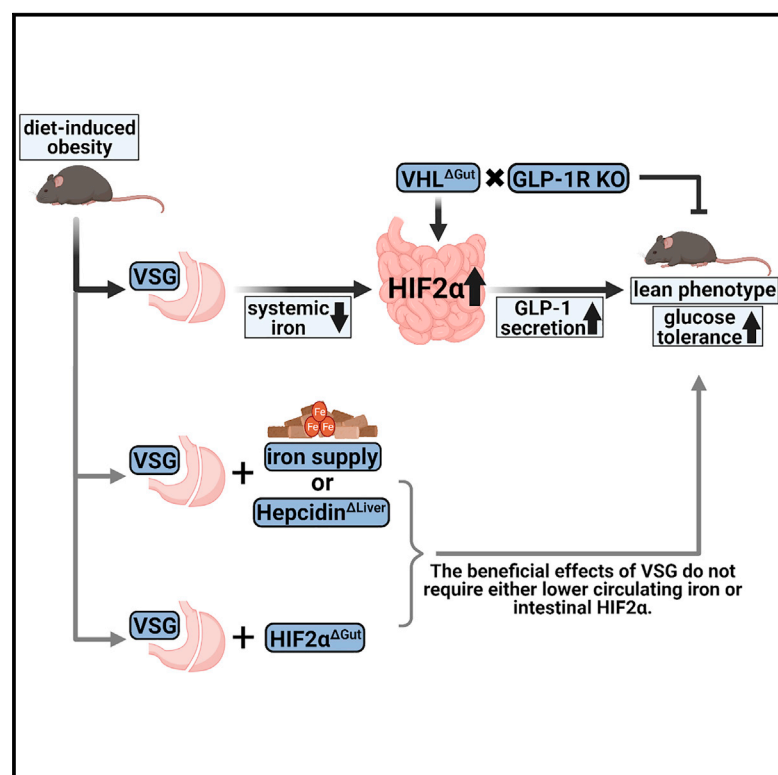 diet-induced
obesity
VHL^ΔGut ✖ GLP-1R KO
VSG
systemic
iron
HIF2α
GLP-1
secretion
lean phenotype
glucose
tolerance
VSG
+
Fe
Fe Fe
iron supply
or
Hepcidin^ΔLiver
The beneficial effects of VSG do not
require either lower circulating iron or
intestinal HIF2α.
VSG
+
HIF2α^ΔGut